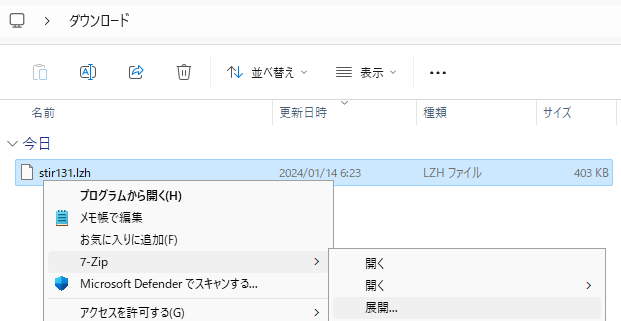 ダウンロード
並べ替え 表示
名前 更新日時 種類 サイズ
今日
stir131.lzh 2024/01/14 6:23 LZH ファイル 403 KB
プログラムから開く(H)
メモ帳で編集
お気に入りに追加(F)
7-Zip
Microsoft Defender でスキャンする...
アクセスを許可する(G)
開く
開く
展開...